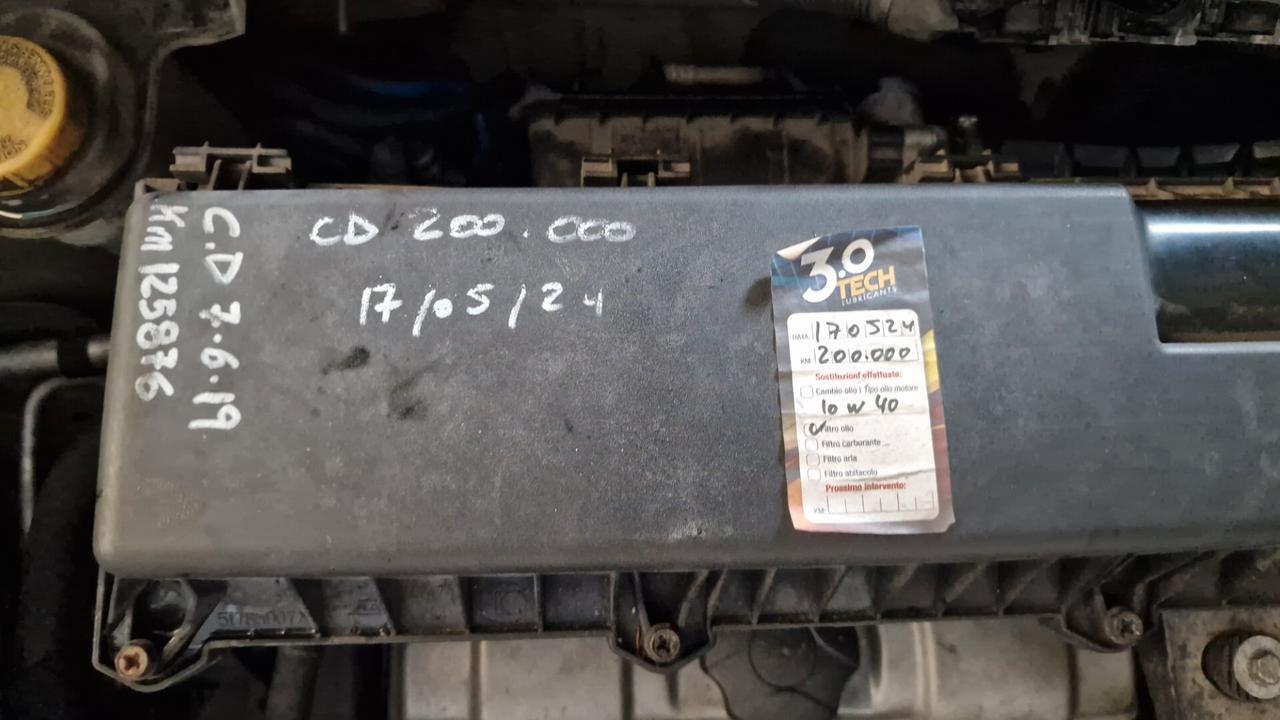 C.D 7.6.19
KM 125876
CD 200.000
17/05/24
3.0
TECH
LUBRICANTS
DATA 170524
KM 200.000
Sostituzioni effettuate:
Cambio olio Tipo olio motore
10 w 40
Filtro olio
Filtro carburante
Filtro aria
Filtro abitacolo
Prossimo intervento:
KM